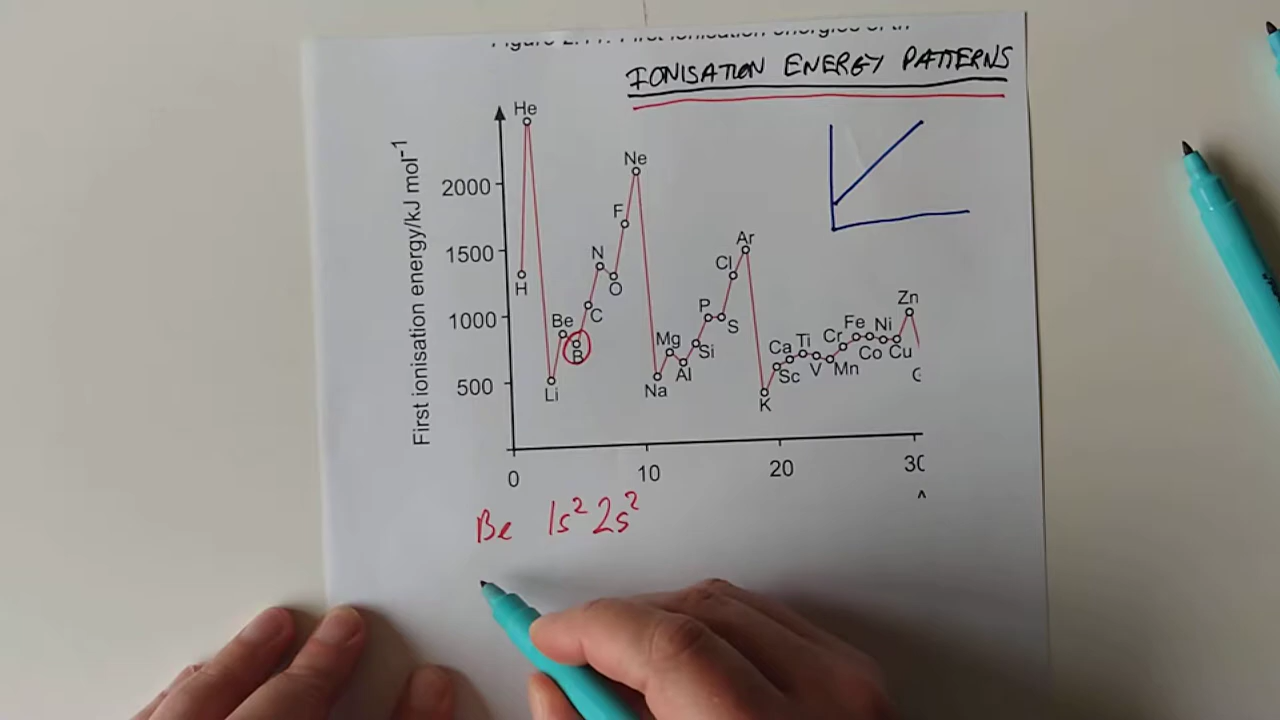 IONISATION ENERGY PATTERNS
He
Ne
2000
F
Ar
1500
N
Cl
H
O
Zn
1000
Be
C
P
S
Fe
Ni
B
Mg
Si
Ca
Ti
Cr
Co
Cu
Al
Sc
V
Mn
500
Li
Na
K
First ionisation energy/kJ mol⁻¹
0
10
20
Be 1s² 2s²